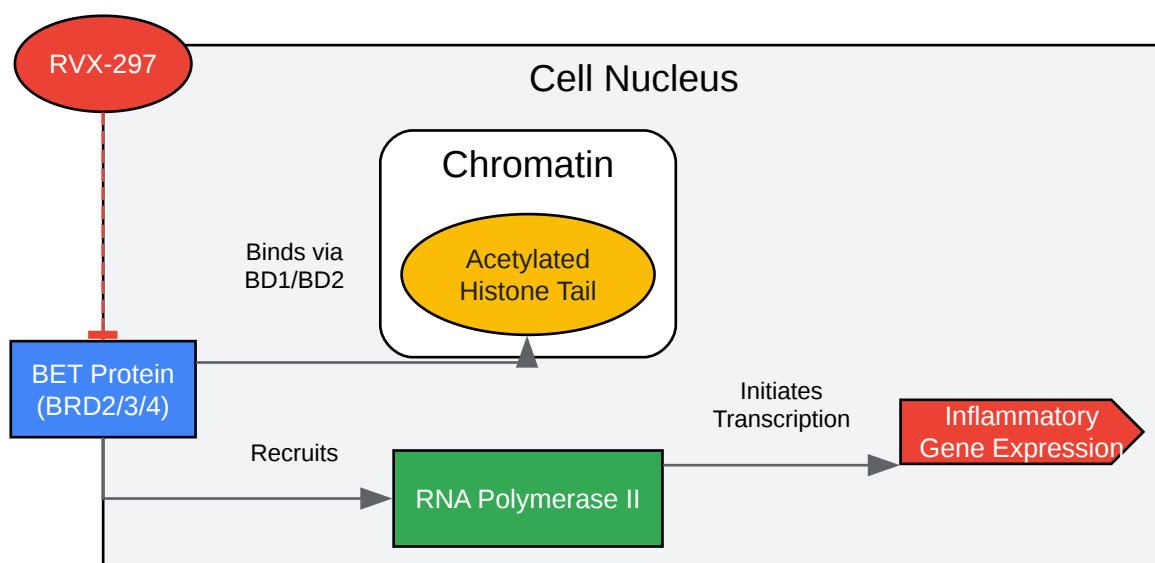 RVX-297
Cell Nucleus
Chromatin
Binds via
BD1/BD2
Acetylated
Histone Tail
BET Protein
(BRD2/3/4)
Initiates
Transcription
Inflammatory
Gene Expression
Recruits
RNA Polymerase II